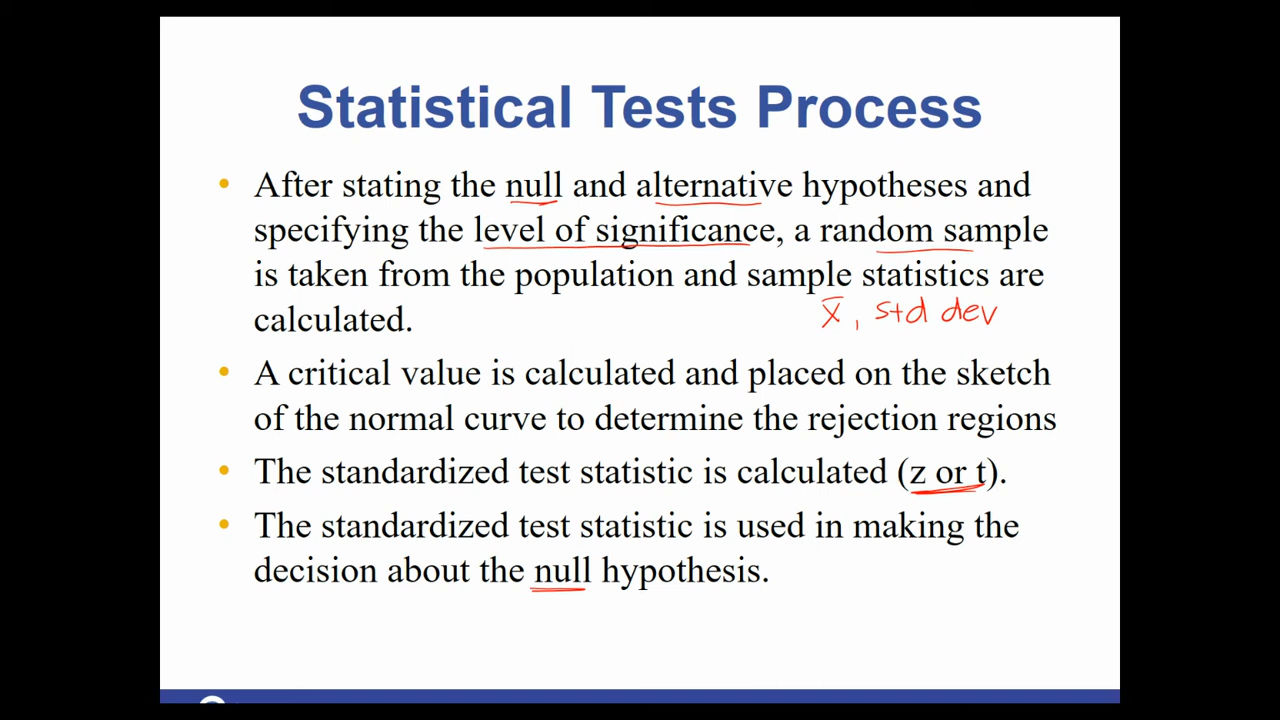 Statistical Tests Process
• After stating the null and alternative hypotheses and
specifying the level of significance, a random sample
is taken from the population and sample statistics are
x̅, std dev
calculated.
• A critical value is calculated and placed on the sketch
of the normal curve to determine the rejection regions
• The standardized test statistic is calculated (z or t).
• The standardized test statistic is used in making the
decision about the null hypothesis.